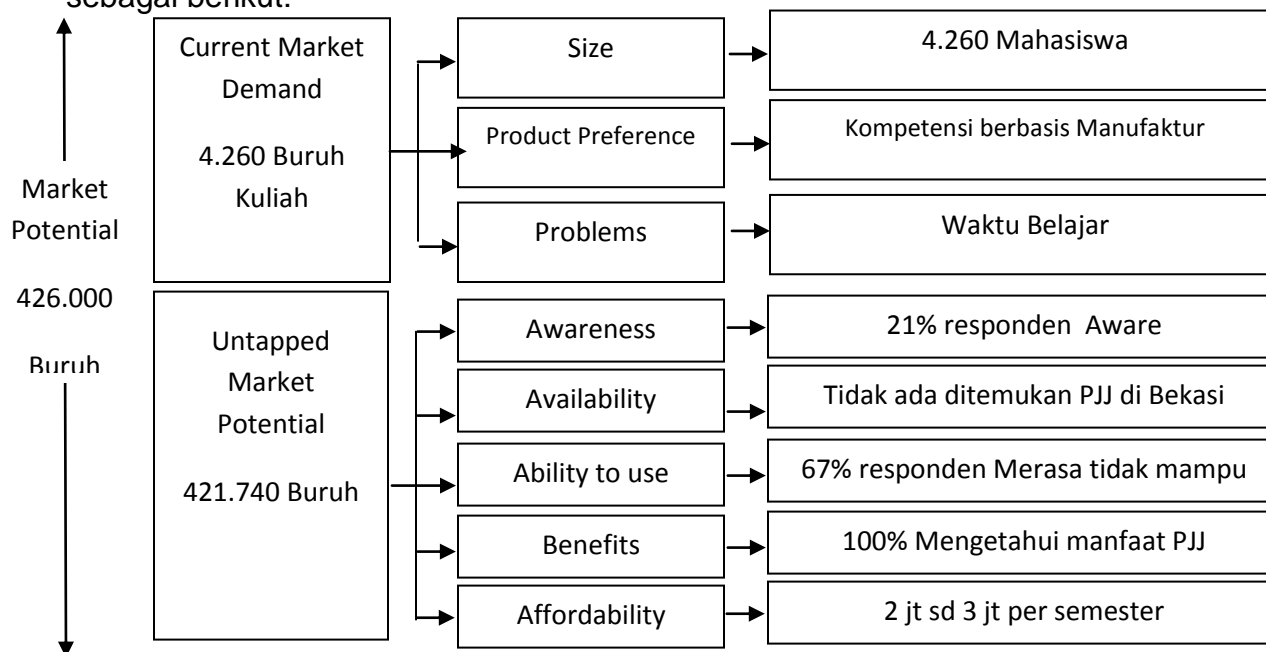 sebagai berikut:
Market
Potential
426.000
Buruh
Current Market
Demand
4.260 Buruh
Kuliah
Size
4.260 Mahasiswa
Product Preference
Kompetensi berbasis Manufaktur
Problems
Waktu Belajar
Untapped
Market
Potential
421.740 Buruh
Awareness
21% responden Aware
Availability
Tidak ada ditemukan PJJ di Bekasi
Ability to use
67% responden Merasa tidak mampu
Benefits
100% Mengetahui manfaat PJJ
Affordability
2 jt sd 3 jt per semester